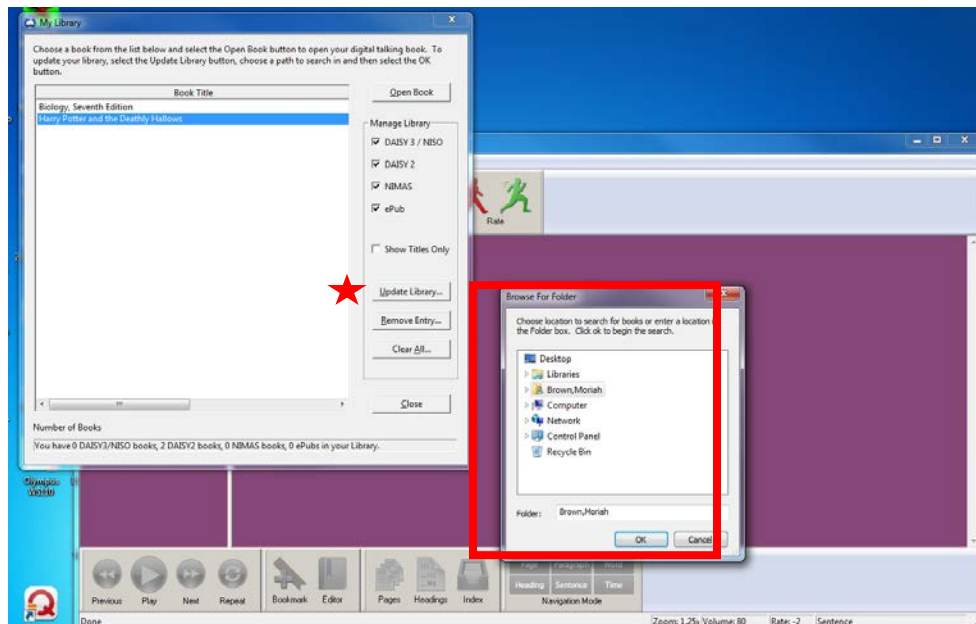 My Library
Choose a book from the list below and select the Open Book button to open your digital talking book. To
update your library, select the Update Library button, choose a path to search in and then select the OK
button.
Book Title
Biology, Seventh Edition
Harry Potter and the Deathly Hallows
Open Book
Manage Library
DAISY 3 / NISO
DAISY 2
NIMAS
ePub
Show Titles Only
Update Library...
Remove Entry...
Clear All...
Close
Number of Books
You have 0 DAISY3/NISO books, 2 DAISY2 books, 0 NIMAS books, 0 ePubs in your Library.
Rate
Browse For Folder
Choose location to search for books or enter a location
the Folder box. Click ok to begin the search.
Desktop
Libraries
Brown,Moriah
Computer
Network
Control Panel
Recycle Bin
Folder: Brown,Moriah
OK Cancel
Olympus
WS110
Previous Play Next Repeat Bookmark Editor Pages Headings Index
Page Paragraph Word
Heading Sentence Time
Navigation Mode
Done Zoom: 1.25x Volume: 80 Rate: -2 Sentence